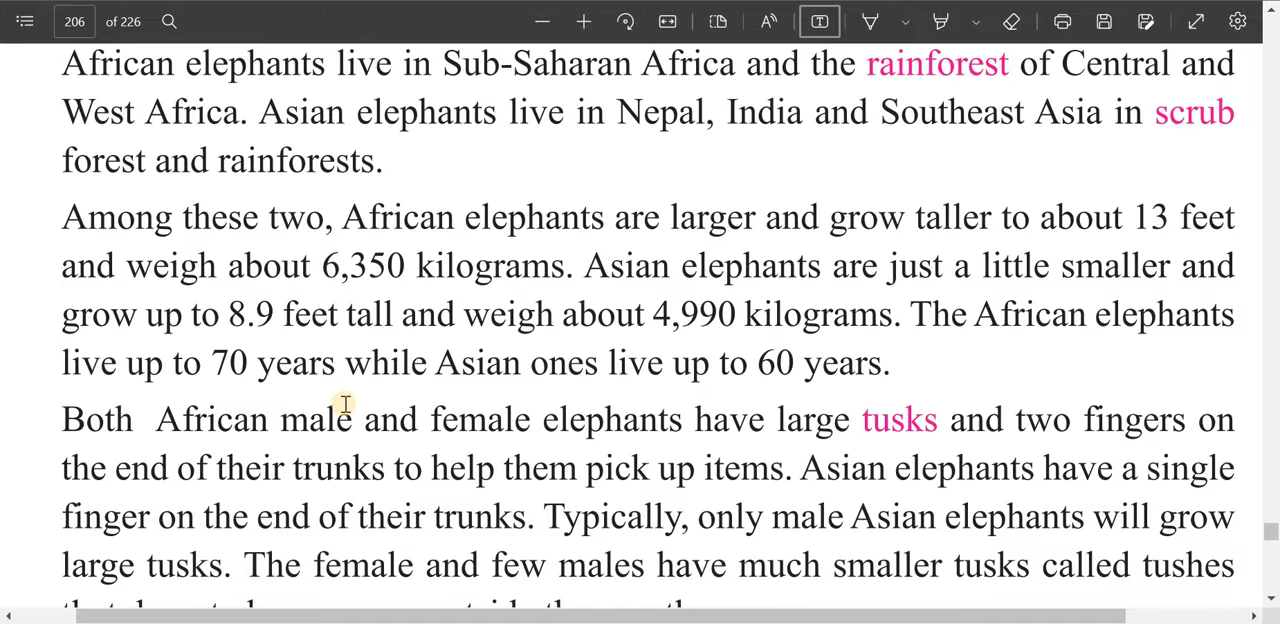 206 of 226
African elephants live in Sub-Saharan Africa and the rainforest of Central and
West Africa. Asian elephants live in Nepal, India and Southeast Asia in scrub
forest and rainforests.
Among these two, African elephants are larger and grow taller to about 13 feet
and weigh about 6,350 kilograms. Asian elephants are just a little smaller and
grow up to 8.9 feet tall and weigh about 4,990 kilograms. The African elephants
live up to 70 years while Asian ones live up to 60 years.
Both African male and female elephants have large tusks and two fingers on
the end of their trunks to help them pick up items. Asian elephants have a single
finger on the end of their trunks. Typically, only male Asian elephants will grow
large tusks. The female and few males have much smaller tusks called tushes